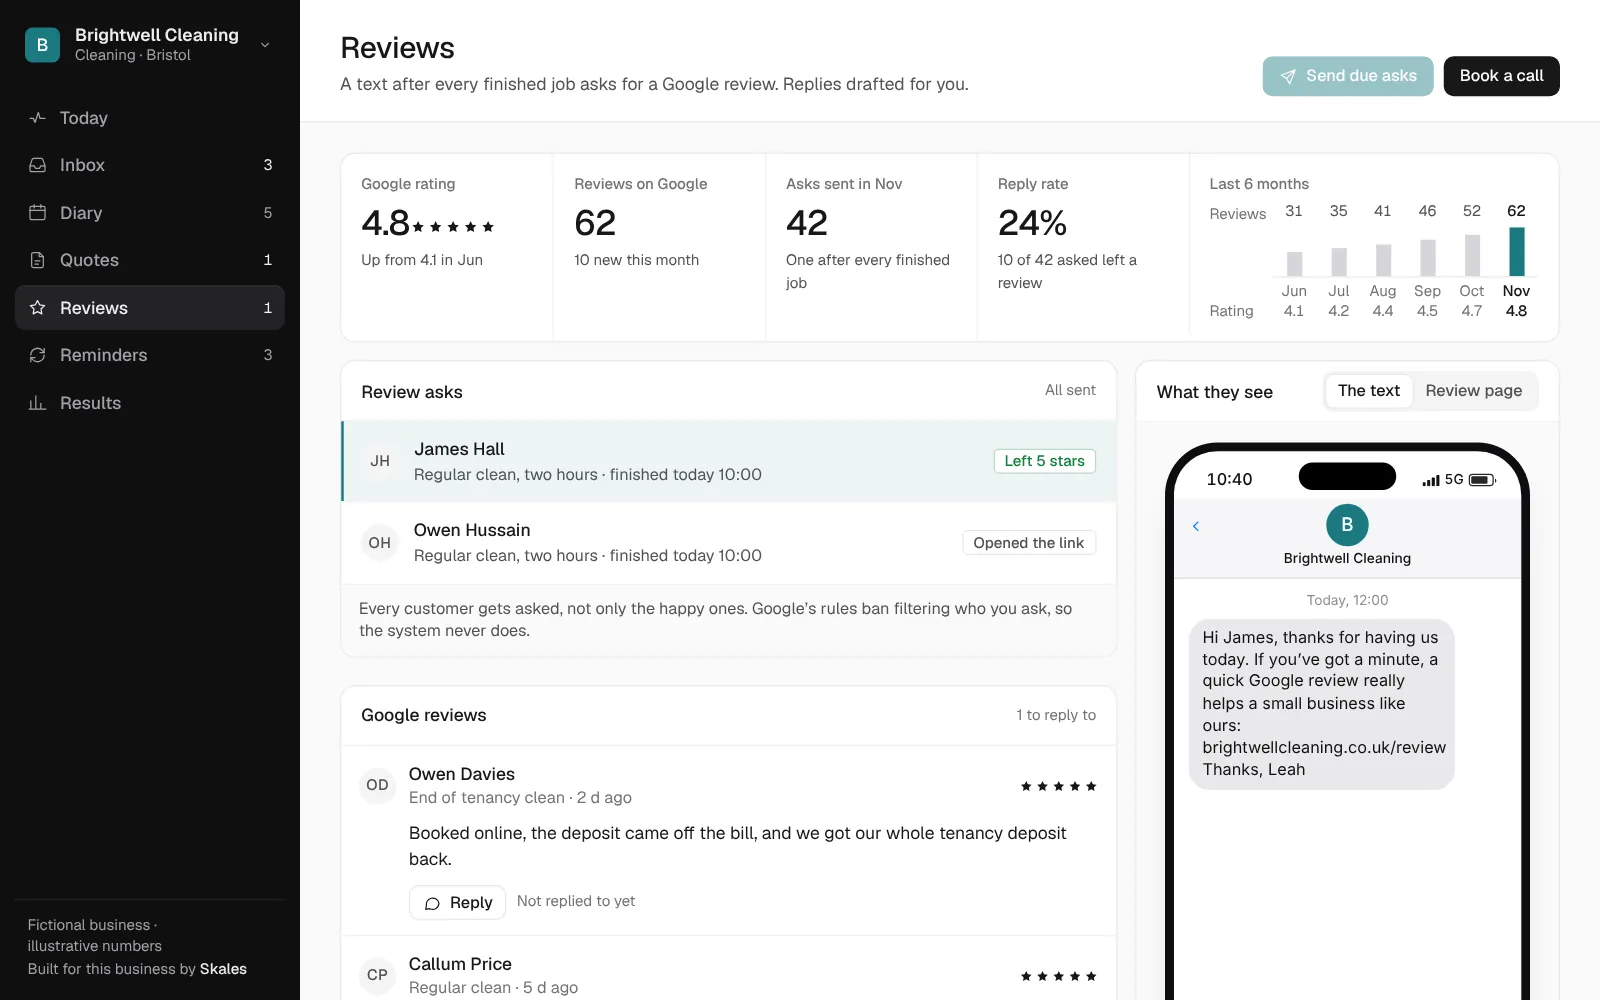 B
Brightwell Cleaning
Cleaning · Bristol
Today
Inbox 3
Diary 5
Quotes 1
Reviews 1
Reminders 3
Results
Fictional business ·
illustrative numbers
Built for this business by Skales
Reviews
A text after every finished job asks for a Google review. Replies drafted for you.
Send due asks
Book a call
Google rating
4.8 ★★★★★
Up from 4.1 in Jun
Reviews on Google
62
10 new this month
Asks sent in Nov
42
One after every finished
job
Reply rate
24%
10 of 42 asked left a
review
Last 6 months
Reviews 31 35 41 46 52 62
Jun Jul Aug Sep Oct Nov
Rating 4.1 4.2 4.4 4.5 4.7 4.8
Review asks
All sent
JH
James Hall
Regular clean, two hours · finished today 10:00
Left 5 stars
OH
Owen Hussain
Regular clean, two hours · finished today 10:00
Opened the link
Every customer gets asked, not only the happy ones. Google’s rules ban filtering who you ask, so
the system never does.
Google reviews
1 to reply to
OD
Owen Davies
End of tenancy clean · 2 d ago
★★★★★
Booked online, the deposit came off the bill, and we got our whole tenancy deposit
back.
Reply
Not replied to yet
CP
Callum Price
Regular clean · 5 d ago
★★★★★
What they see
The text
Review page
10:40
5G
B
Brightwell Cleaning
Today, 12:00
Hi James, thanks for having us
today. If you’ve got a minute, a
quick Google review really
helps a small business like
ours:
brightwellcleaning.co.uk/review
Thanks, Leah